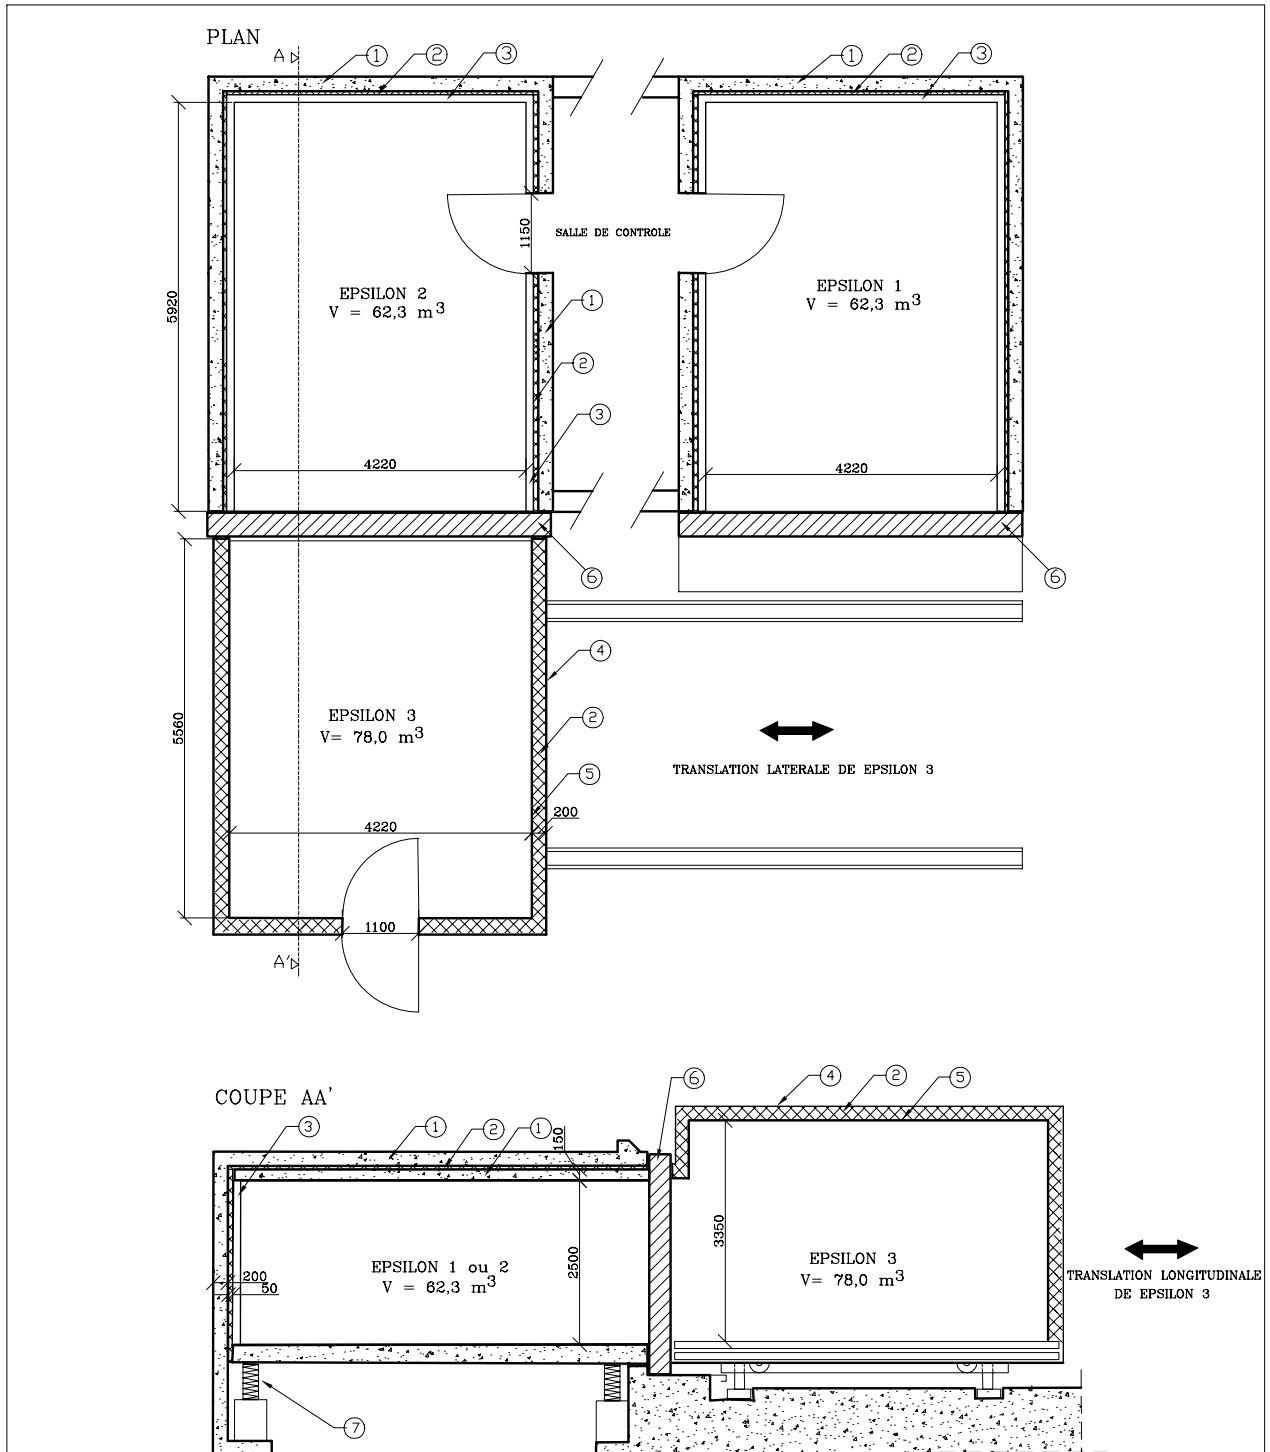 PLAN
A
1
2
3
1
2
3
5920
1150
SALLE DE CONTROLE
EPSILON 2
V = 62,3 m3
EPSILON 1
V = 62,3 m3
1
2
3
4220
4220
6
6
4
5560
EPSILON 3
V= 78,0 m3
2
TRANSLATION LATERALE DE EPSILON 3
5
200
4220
1100
A'
COUPE AA'
6
4
2
5
3
1
2
1
150
3350
2500
EPSILON 1 ou 2
V = 62,3 m3
EPSILON 3
V= 78,0 m3
200
50
TRANSLATION LONGITUDINALE
DE EPSILON 3
7